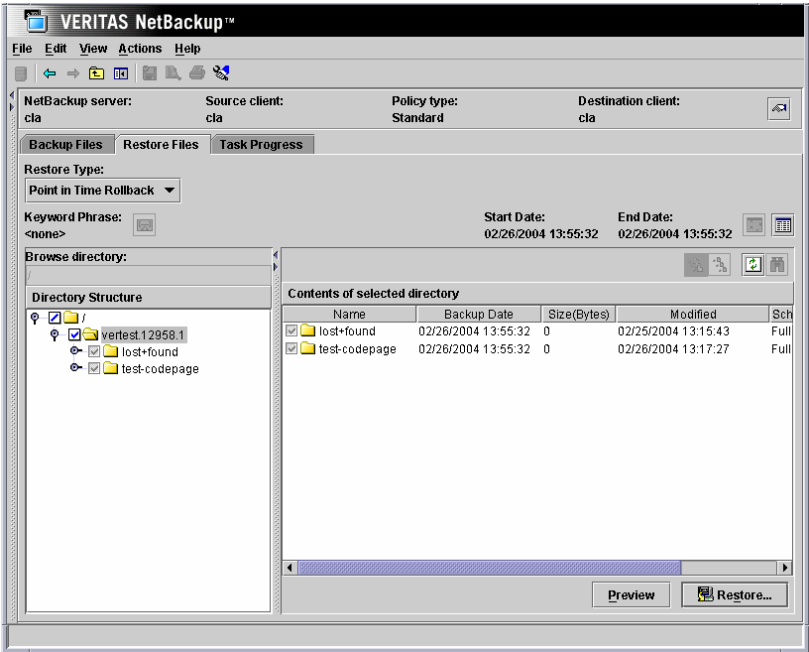 VERITAS NetBackup™
File Edit View Actions Help
NetBackup server: Source client: Policy type: Destination client:
cla cla Standard cla
Backup Files Restore Files Task Progress
Restore Type:
Point in Time Rollback
Keyword Phrase: Start Date: End Date:
<none> 02/26/2004 13:55:32 02/26/2004 13:55:32
Browse directory:
/
Directory Structure Contents of selected directory
Name Backup Date Size(Bytes) Modified Sch
/
vertest.12958.1
lost+found
test-codepage
lost+found 02/26/2004 13:55:32 0 02/25/2004 13:15:43 Full
test-codepage 02/26/2004 13:55:32 0 02/26/2004 13:17:27 Full
Preview Restore...